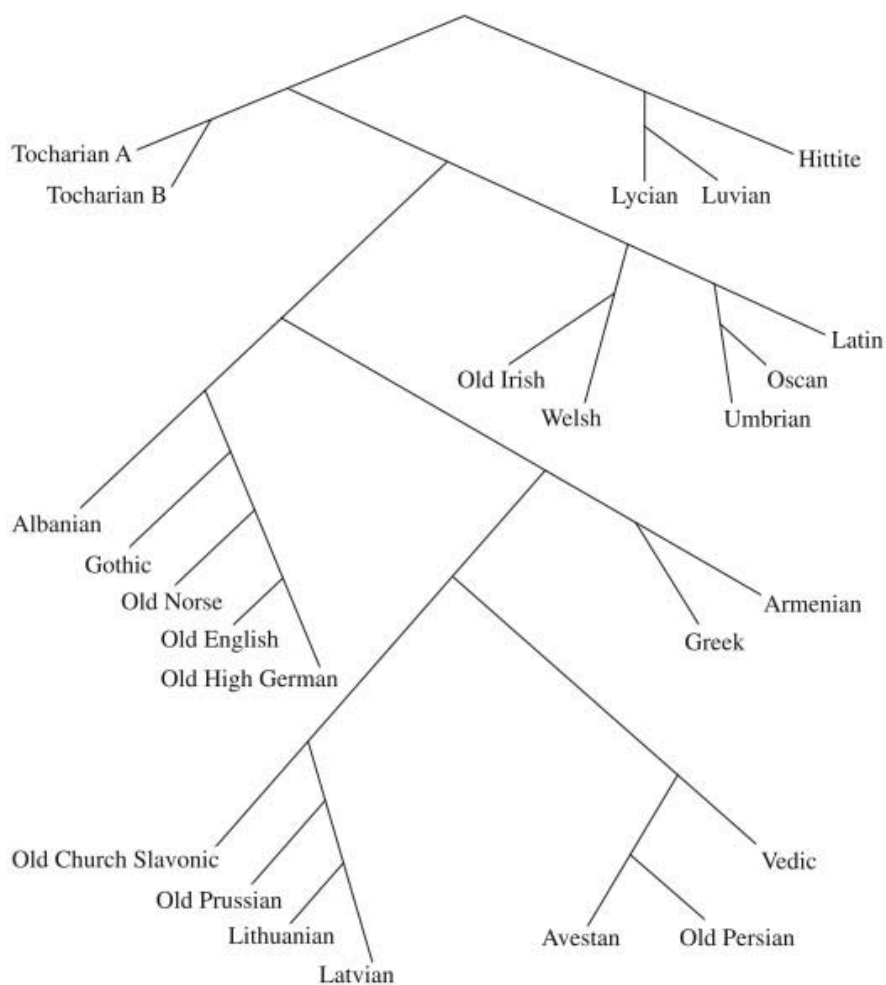 Tocharian A
Tocharian B
Hittite
Lycian
Luvian
Latin
Old Irish
Oscan
Welsh
Umbrian
Albanian
Gothic
Old Norse
Old English
Old High German
Armenian
Greek
Old Church Slavonic
Vedic
Old Prussian
Lithuanian
Avestan
Old Persian
Latvian